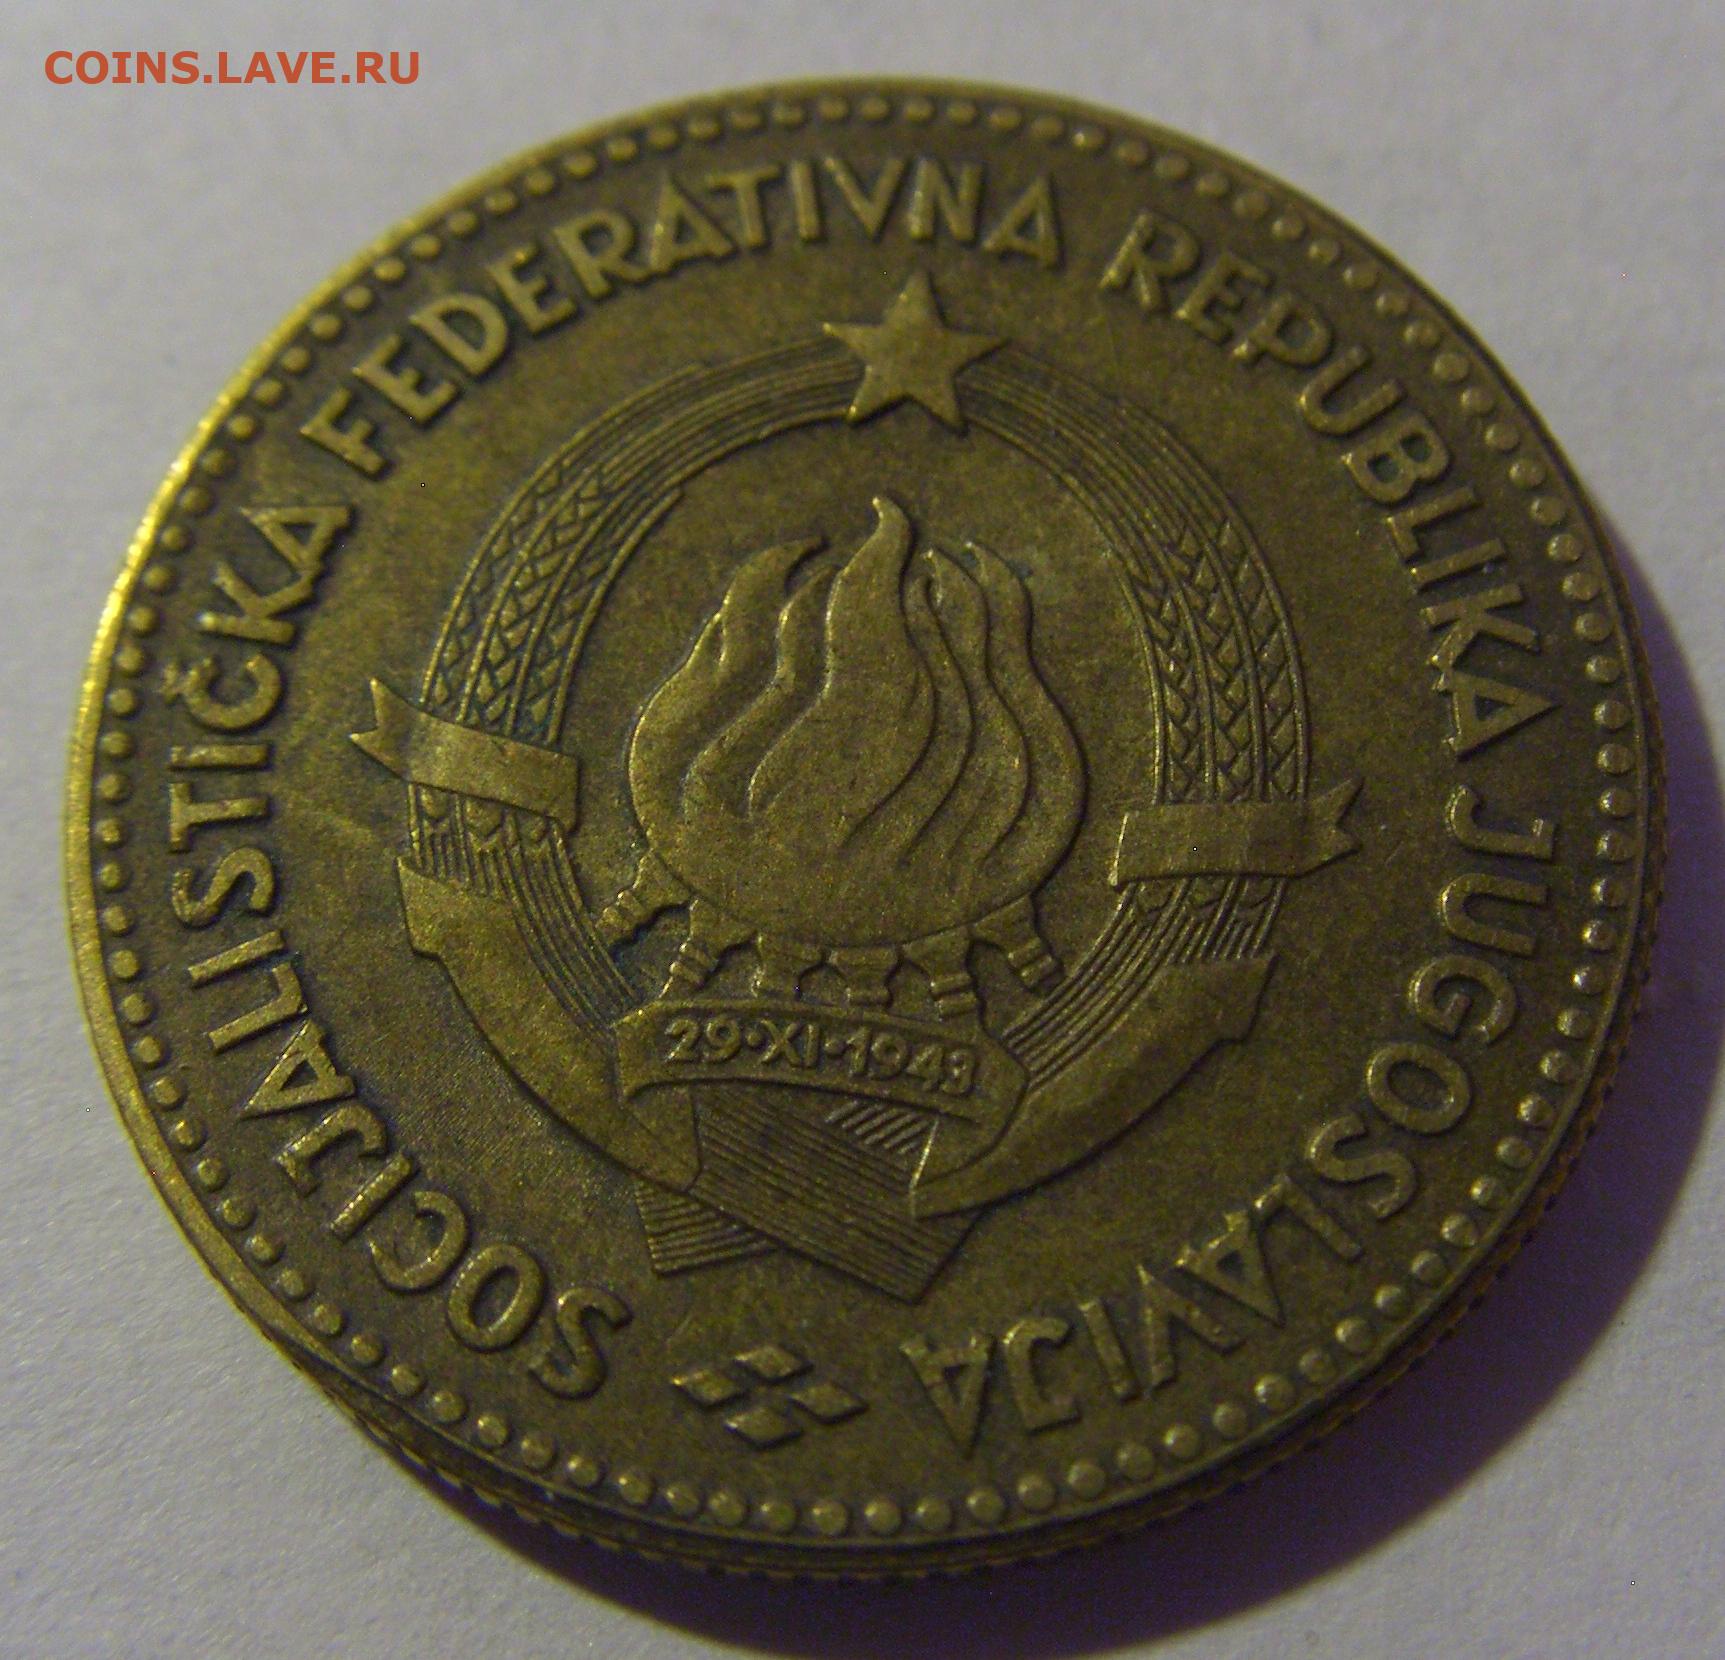 COINS.LAVE.RU
SOCIJALISTIČKA FEDERATIVNA REPUBLIKA JUGOSLAVIJA
29·XI·1943